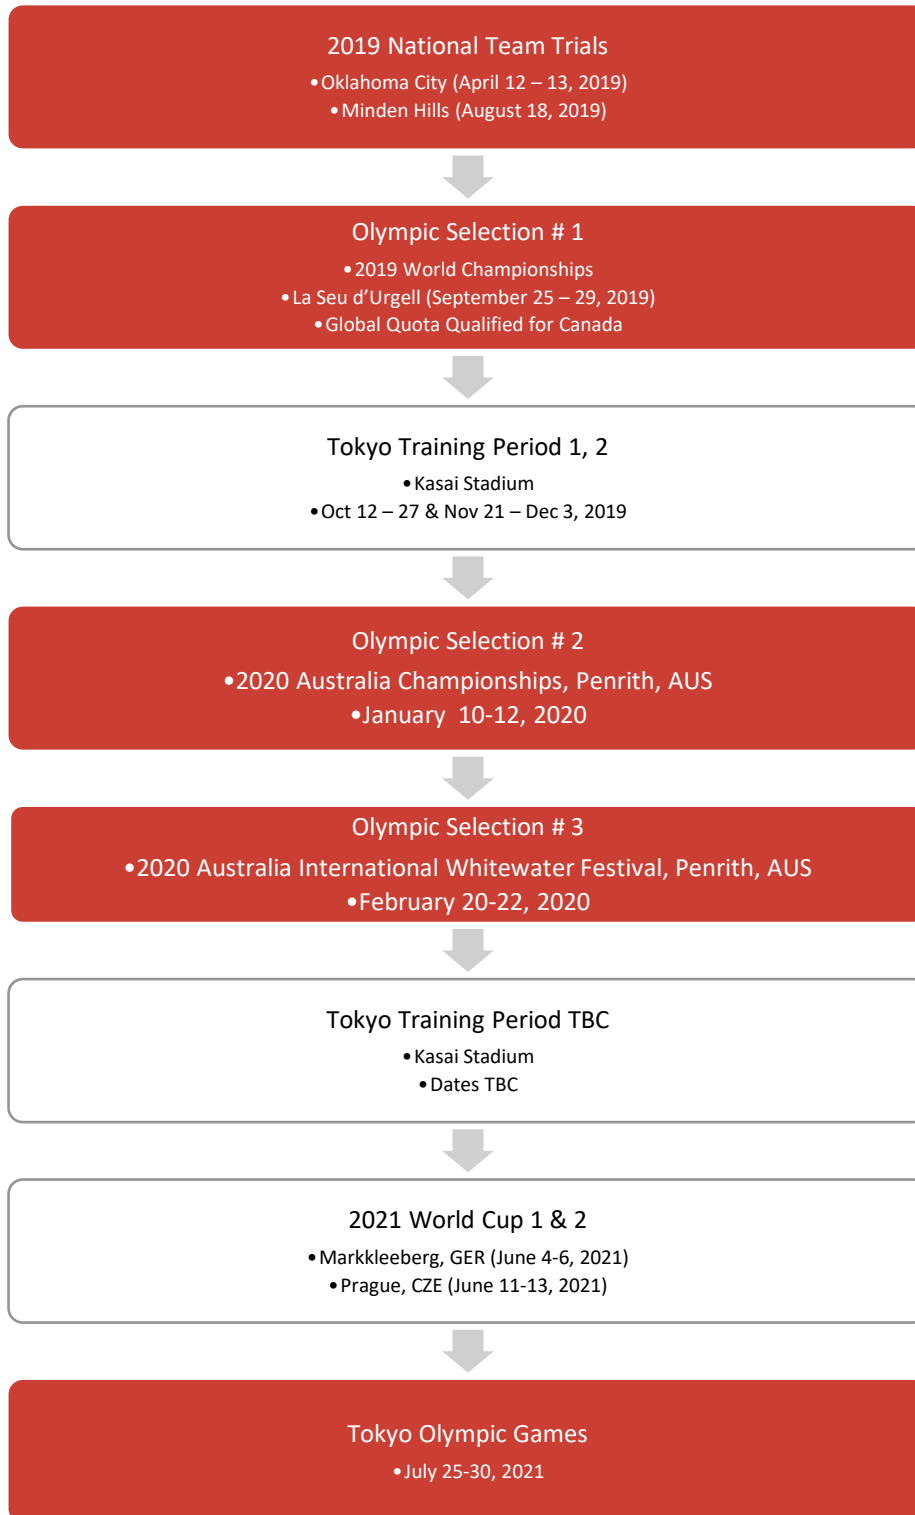 2019 National Team Trials
•Oklahoma City (April 12 – 13, 2019)
•Minden Hills (August 18, 2019)
Olympic Selection # 1
•2019 World Championships
•La Seu d’Urgell (September 25 – 29, 2019)
•Global Quota Qualified for Canada
Tokyo Training Period 1, 2
•Kasai Stadium
•Oct 12 – 27 & Nov 21 – Dec 3, 2019
Olympic Selection # 2
•2020 Australia Championships, Penrith, AUS
•January  10-12, 2020
Olympic Selection # 3
•2020 Australia International Whitewater Festival, Penrith, AUS
•February 20-22, 2020
Tokyo Training Period TBC
•Kasai Stadium
•Dates TBC
2021 World Cup 1 & 2
•Markkleeberg, GER (June 4-6, 2021)
•Prague, CZE (June 11-13, 2021)
Tokyo Olympic Games
•July 25-30, 2021